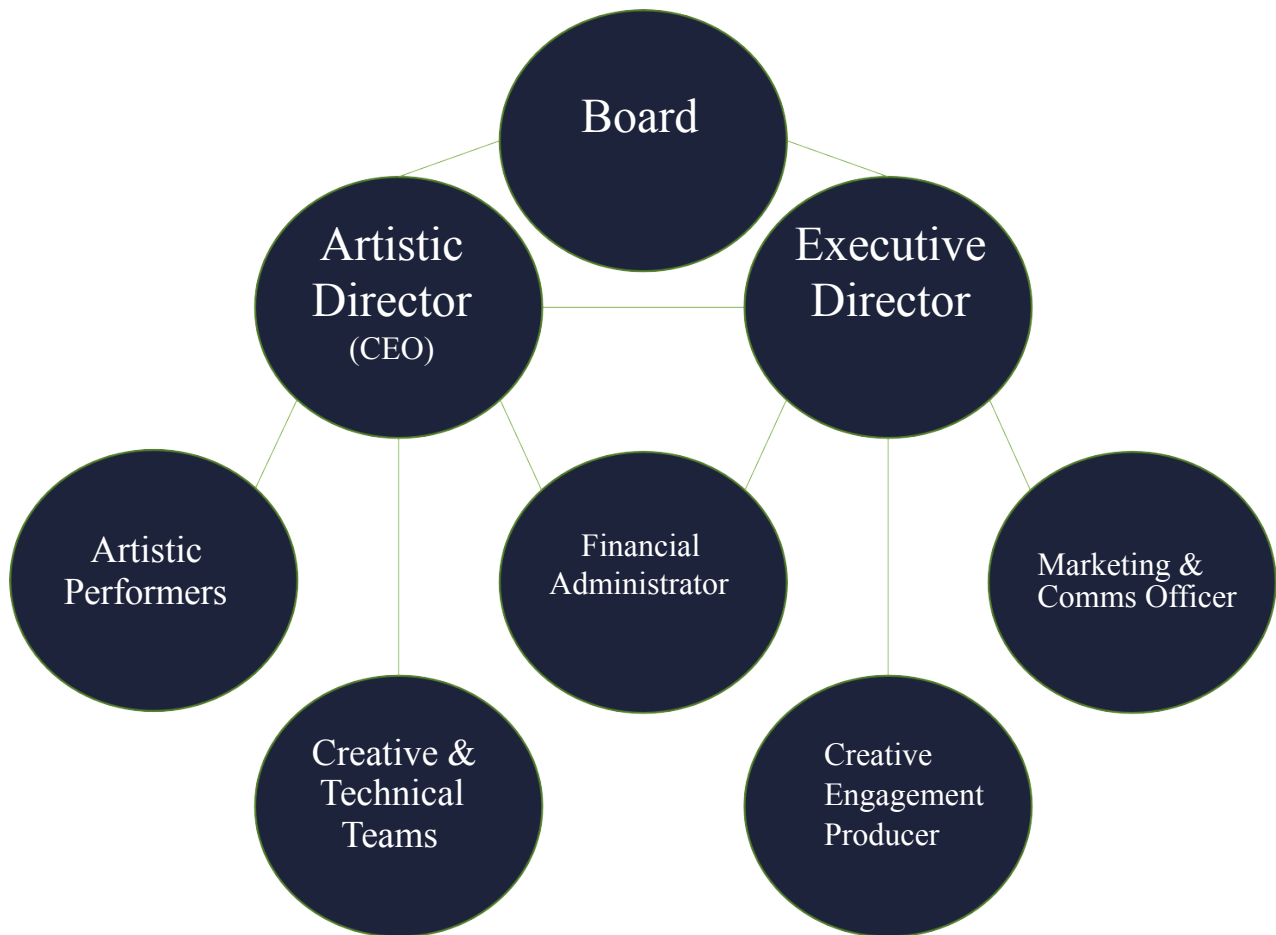 Board
Artistic
Director
(CEO)
Executive
Director
Artistic
Performers
Financial
Administrator
Marketing &
Comms Officer
Creative &
Technical
Teams
Creative
Engagement
Producer